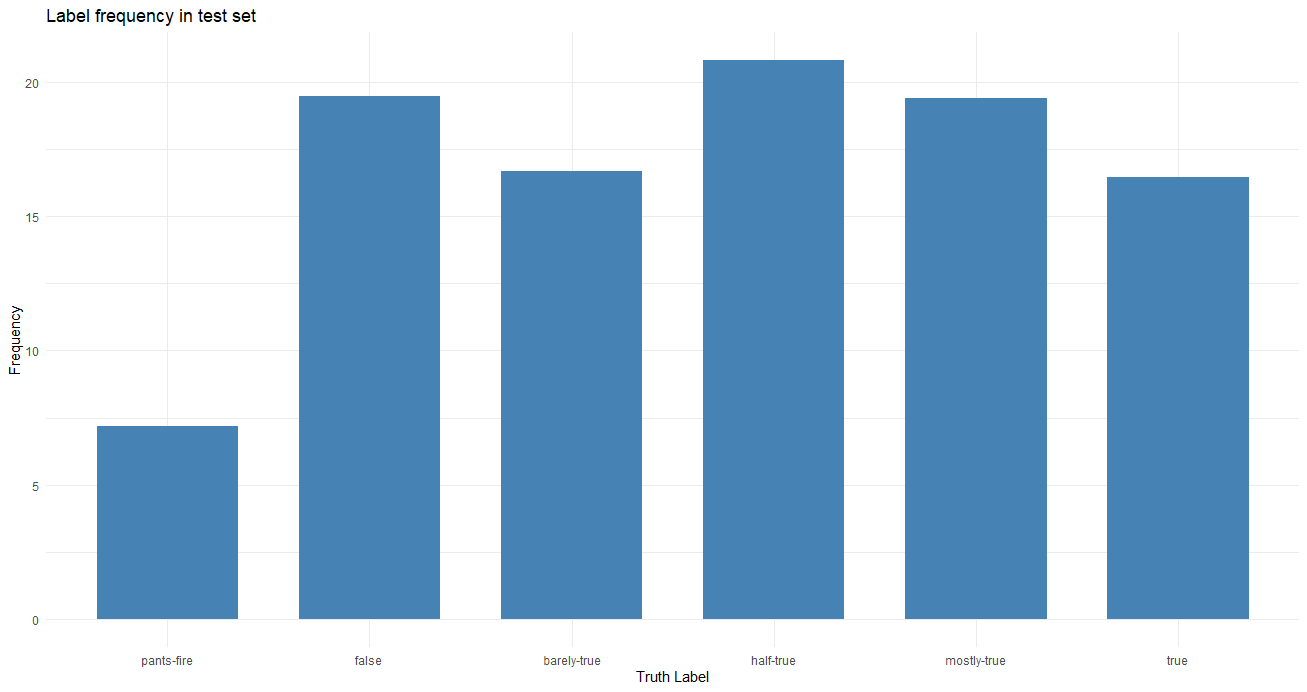 Label frequency in test set
Frequency
20
15
10
5
0
pants-fire false barely-true half-true mostly-true true
Truth Label